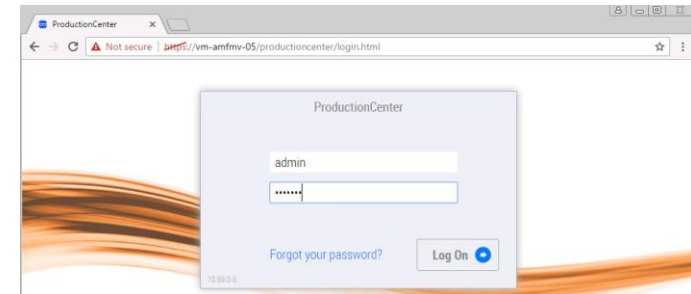 ProductionCenter
Not secure | https://vm-amfmv-05/productioncenter/login.html
ProductionCenter
admin
•••••••
Forgot your password?
Log On